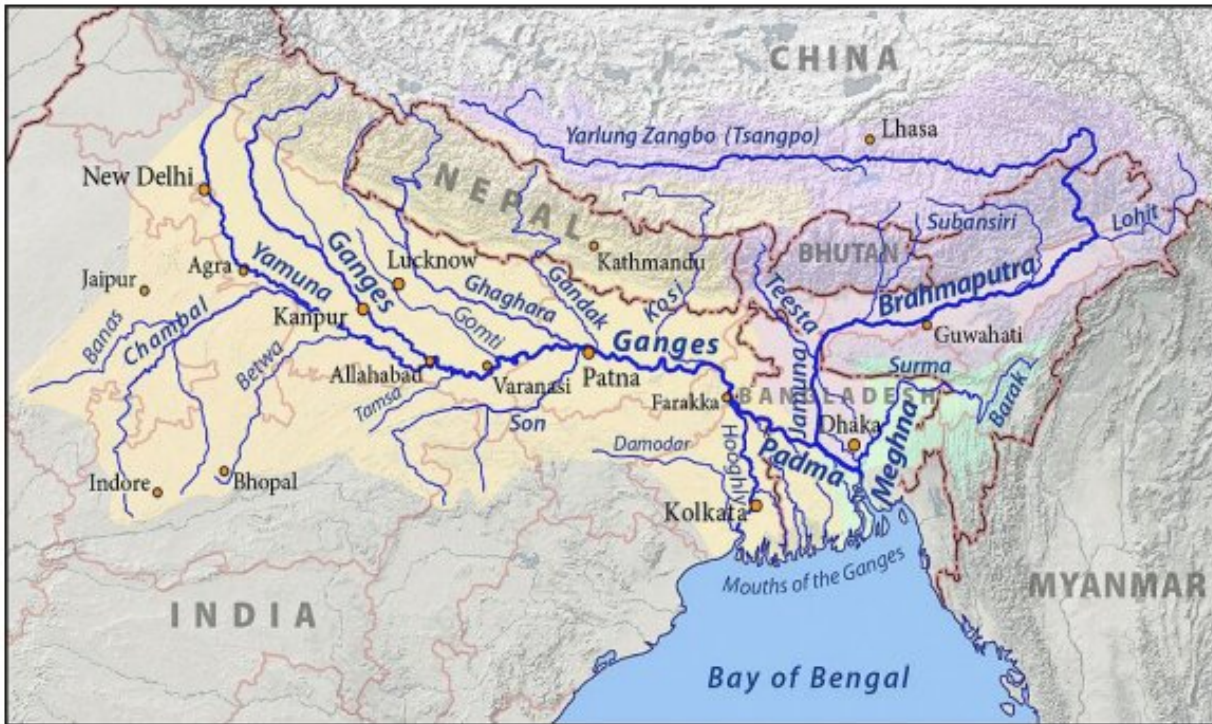 CHINA
Yarlung Zangbo (Tsangpo)
Lhasa
New Delhi
NEPAL
Subansiri
Lohit
BHUTAN
Agra
Yamuna
Ganges
Lucknow
Kathmandu
Jaipur
Ghaghara
Gandak
Kosi
Teesta
Brahmaputra
Kanpur
Banas
Chambal
Gomti
Ganges
Guwahati
Betwa
Allahabad
Varanasi
Patna
Jamuna
Surma
Tamsa
Farakka
BANGLADESH
Barak
Son
Dhaka
Damodar
Hooghly
Padma
Meghna
Indore
Bhopal
Kolkata
Mouths of the Ganges
MYANMAR
INDIA
Bay of Bengal